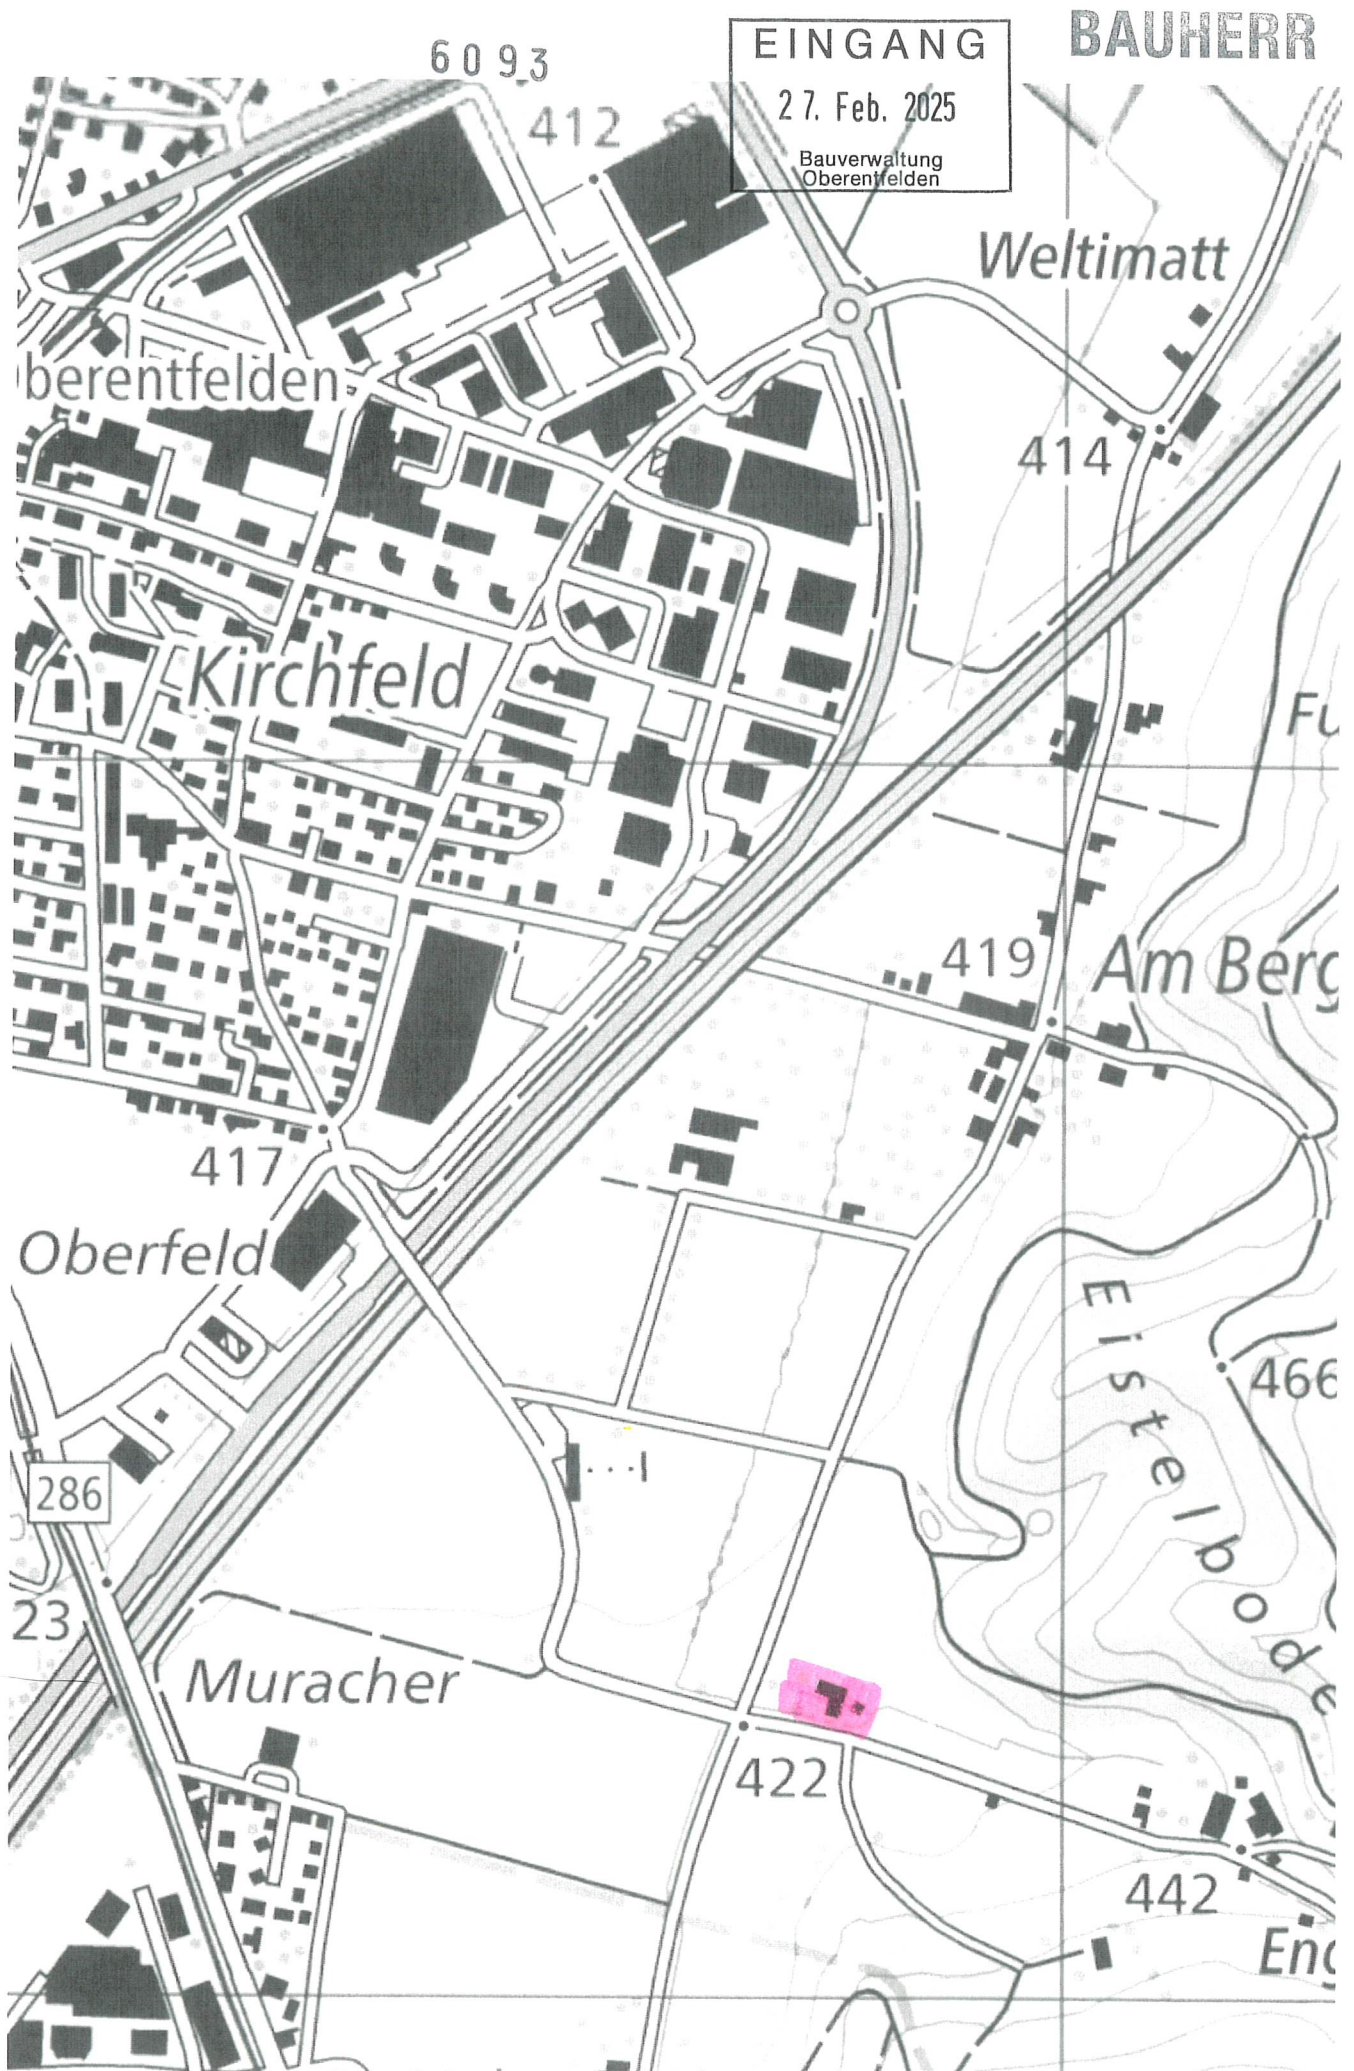 6093
EINGANG
27. Feb. 2025
Bauverwaltung
Oberentfelden
BAUHERR
412
Weltimatt
berentfelden
414
Kirchfeld
Fu
419
Am Berg
417
Oberfeld
Eistelbode
466
286
23
Muracher
422
442
Eng